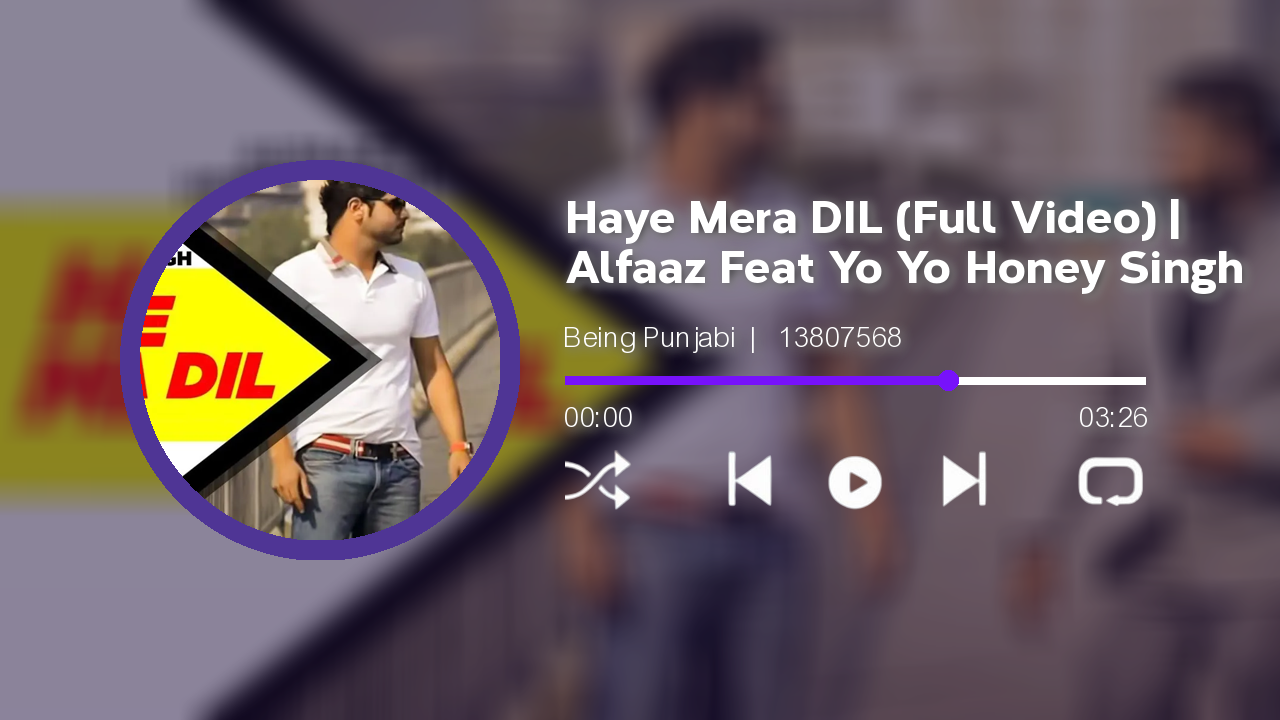 GH
E
A DIL
Haye Mera DIL (Full Video) |
Alfaaz Feat Yo Yo Honey Singh
Being Punjabi | 13807568
00:00
03:26